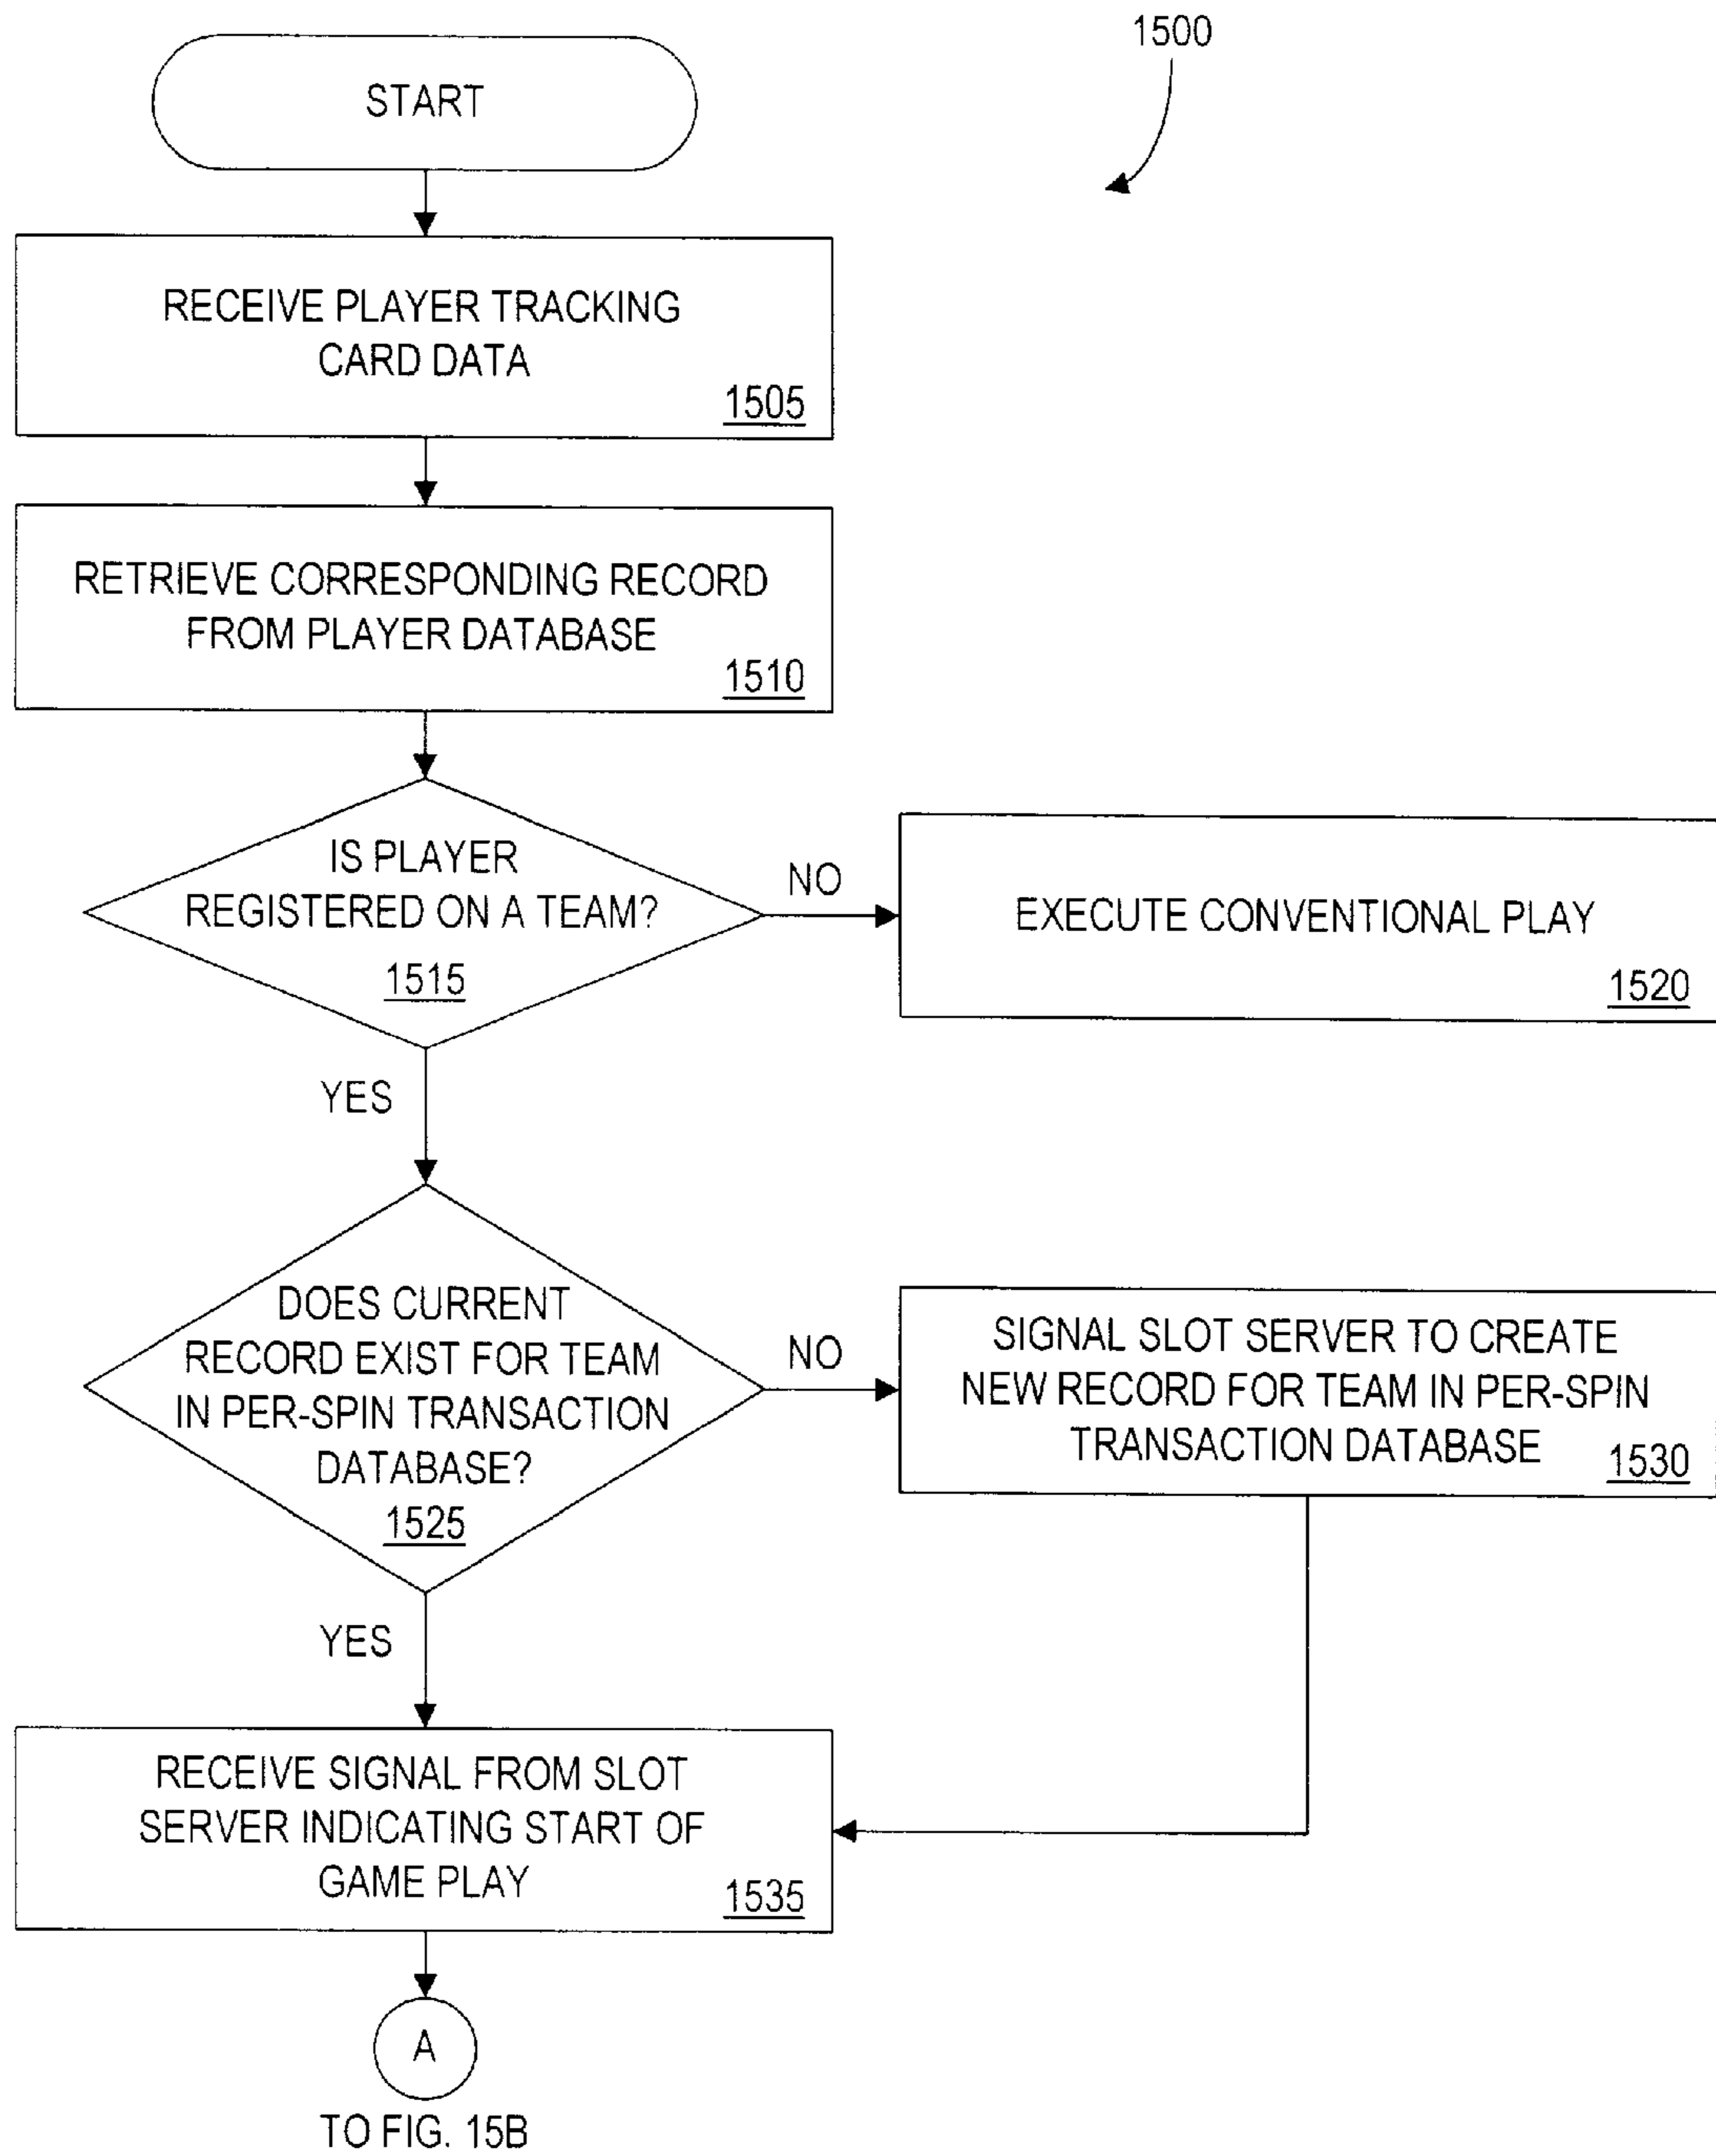 1500
START
RECEIVE PLAYER TRACKING
CARD DATA
1505
RETRIEVE CORRESPONDING RECORD
FROM PLAYER DATABASE
1510
IS PLAYER
REGISTERED ON A TEAM?
1515
NO
EXECUTE CONVENTIONAL PLAY
1520
YES
DOES CURRENT
RECORD EXIST FOR TEAM
IN PER-SPIN TRANSACTION
DATABASE?
1525
NO
SIGNAL SLOT SERVER TO CREATE
NEW RECORD FOR TEAM IN PER-SPIN
TRANSACTION DATABASE
1530
YES
RECEIVE SIGNAL FROM SLOT
SERVER INDICATING START OF
GAME PLAY
1535
A
TO FIG. 15B